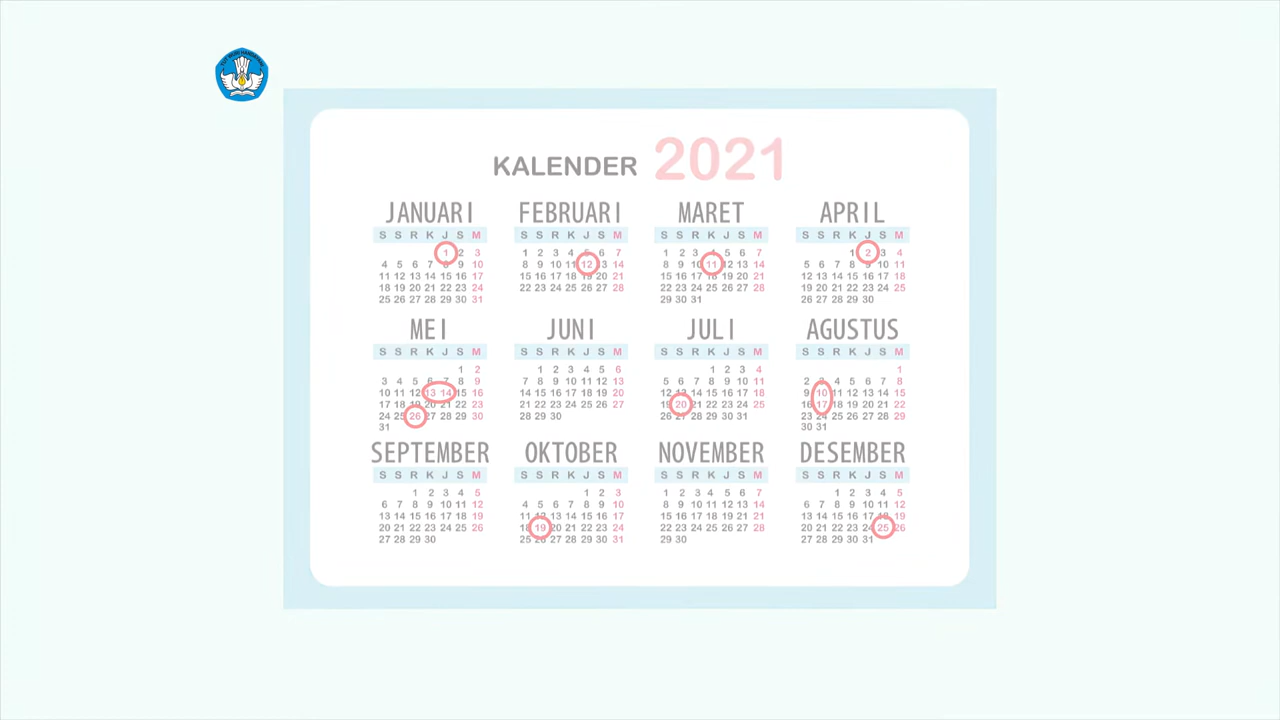 TUT WURI HANDAYANI
KALENDER 2021
JANUARI
S S R K J S M
1 2 3
4 5 6 7 8 9 10
11 12 13 14 15 16 17
18 19 20 21 22 23 24
25 26 27 28 29 30 31
FEBRUARI
S S R K J S M
1 2 3 4 5 6 7
8 9 10 11 12 13 14
15 16 17 18 19 20 21
22 23 24 25 26 27 28
MARET
S S R K J S M
1 2 3 4 5 6 7
8 9 10 11 12 13 14
15 16 17 18 19 20 21
22 23 24 25 26 27 28
29 30 31
APRIL
S S R K J S M
1 2 3 4
5 6 7 8 9 10 11
12 13 14 15 16 17 18
19 20 21 22 23 24 25
26 27 28 29 30
MEI
S S R K J S M
1 2
3 4 5 6 7 8 9
10 11 12 13 14 15 16
17 18 19 20 21 22 23
24 25 26 27 28 29 30
31
JUNI
S S R K J S M
1 2 3 4 5 6
7 8 9 10 11 12 13
14 15 16 17 18 19 20
21 22 23 24 25 26 27
28 29 30
JULI
S S R K J S M
1 2 3 4
5 6 7 8 9 10 11
12 13 14 15 16 17 18
19 20 21 22 23 24 25
26 27 28 29 30 31
AGUSTUS
S S R K J S M
1
2 3 4 5 6 7 8
9 10 11 12 13 14 15
16 17 18 19 20 21 22
23 24 25 26 27 28 29
30 31
SEPTEMBER
S S R K J S M
1 2 3 4 5
6 7 8 9 10 11 12
13 14 15 16 17 18 19
20 21 22 23 24 25 26
27 28 29 30
OKTOBER
S S R K J S M
1 2 3
4 5 6 7 8 9 10
11 12 13 14 15 16 17
18 19 20 21 22 23 24
25 26 27 28 29 30 31
NOVEMBER
S S R K J S M
1 2 3 4 5 6 7
8 9 10 11 12 13 14
15 16 17 18 19 20 21
22 23 24 25 26 27 28
29 30
DESEMBER
S S R K J S M
1 2 3 4 5
6 7 8 9 10 11 12
13 14 15 16 17 18 19
20 21 22 23 24 25 26
27 28 29 30 31